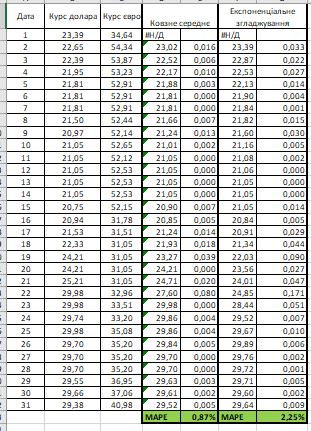 Дата Курс долара Курс євро Ковзне середнє Експоненціальне згладжування
1 23,39 34,64 #Н/Д #Н/Д
2 22,65 54,34 23,02 0,016 23,39 0,033
3 22,39 53,87 22,52 0,006 22,87 0,022
4 21,95 53,23 22,17 0,010 22,53 0,027
5 21,81 52,91 21,88 0,003 22,13 0,014
6 21,81 52,91 21,81 0,000 21,90 0,004
7 21,81 52,91 21,81 0,000 21,84 0,001
8 21,50 52,44 21,66 0,007 21,82 0,015
9 20,97 52,14 21,24 0,013 21,60 0,030
10 21,05 52,65 21,01 0,002 21,16 0,005
11 21,05 52,12 21,05 0,000 21,08 0,002
12 21,05 52,53 21,05 0,000 21,06 0,000
13 21,05 52,53 21,05 0,000 21,05 0,000
14 21,05 52,53 21,05 0,000 21,05 0,000
15 20,75 52,15 20,90 0,007 21,05 0,014
16 20,94 31,78 20,85 0,005 20,84 0,005
17 21,53 31,51 21,24 0,014 20,91 0,029
18 22,33 31,05 21,93 0,018 21,34 0,044
19 24,21 31,05 23,27 0,039 22,03 0,090
20 24,21 31,05 24,21 0,000 23,56 0,027
21 25,21 31,05 24,71 0,020 24,01 0,047
22 29,98 32,96 27,60 0,080 24,85 0,171
23 29,98 33,51 29,98 0,000 28,44 0,051
24 29,74 33,20 29,86 0,004 29,52 0,007
25 29,98 35,08 29,86 0,004 29,67 0,010
26 29,70 35,20 29,84 0,005 29,89 0,006
27 29,70 35,20 29,70 0,000 29,76 0,002
28 29,70 35,20 29,70 0,000 29,72 0,001
29 29,55 36,95 29,63 0,003 29,71 0,005
30 29,66 37,06 29,61 0,002 29,60 0,002
31 29,38 40,98 29,52 0,005 29,64 0,009
MAPE 0,87% MAPE 2,25%